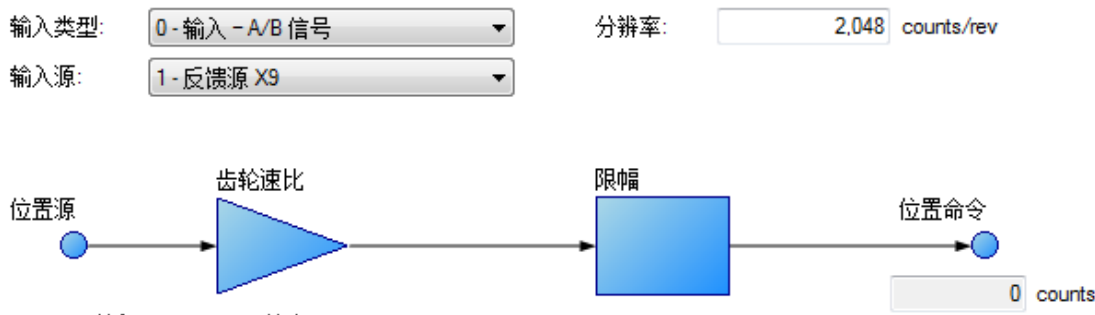 输入类型: 0 - 输入 - A/B 信号 分辨率: 2,048 counts/rev
输入源: 1 - 反馈源 X9
齿轮速比 限幅
位置源 位置命令
0 counts